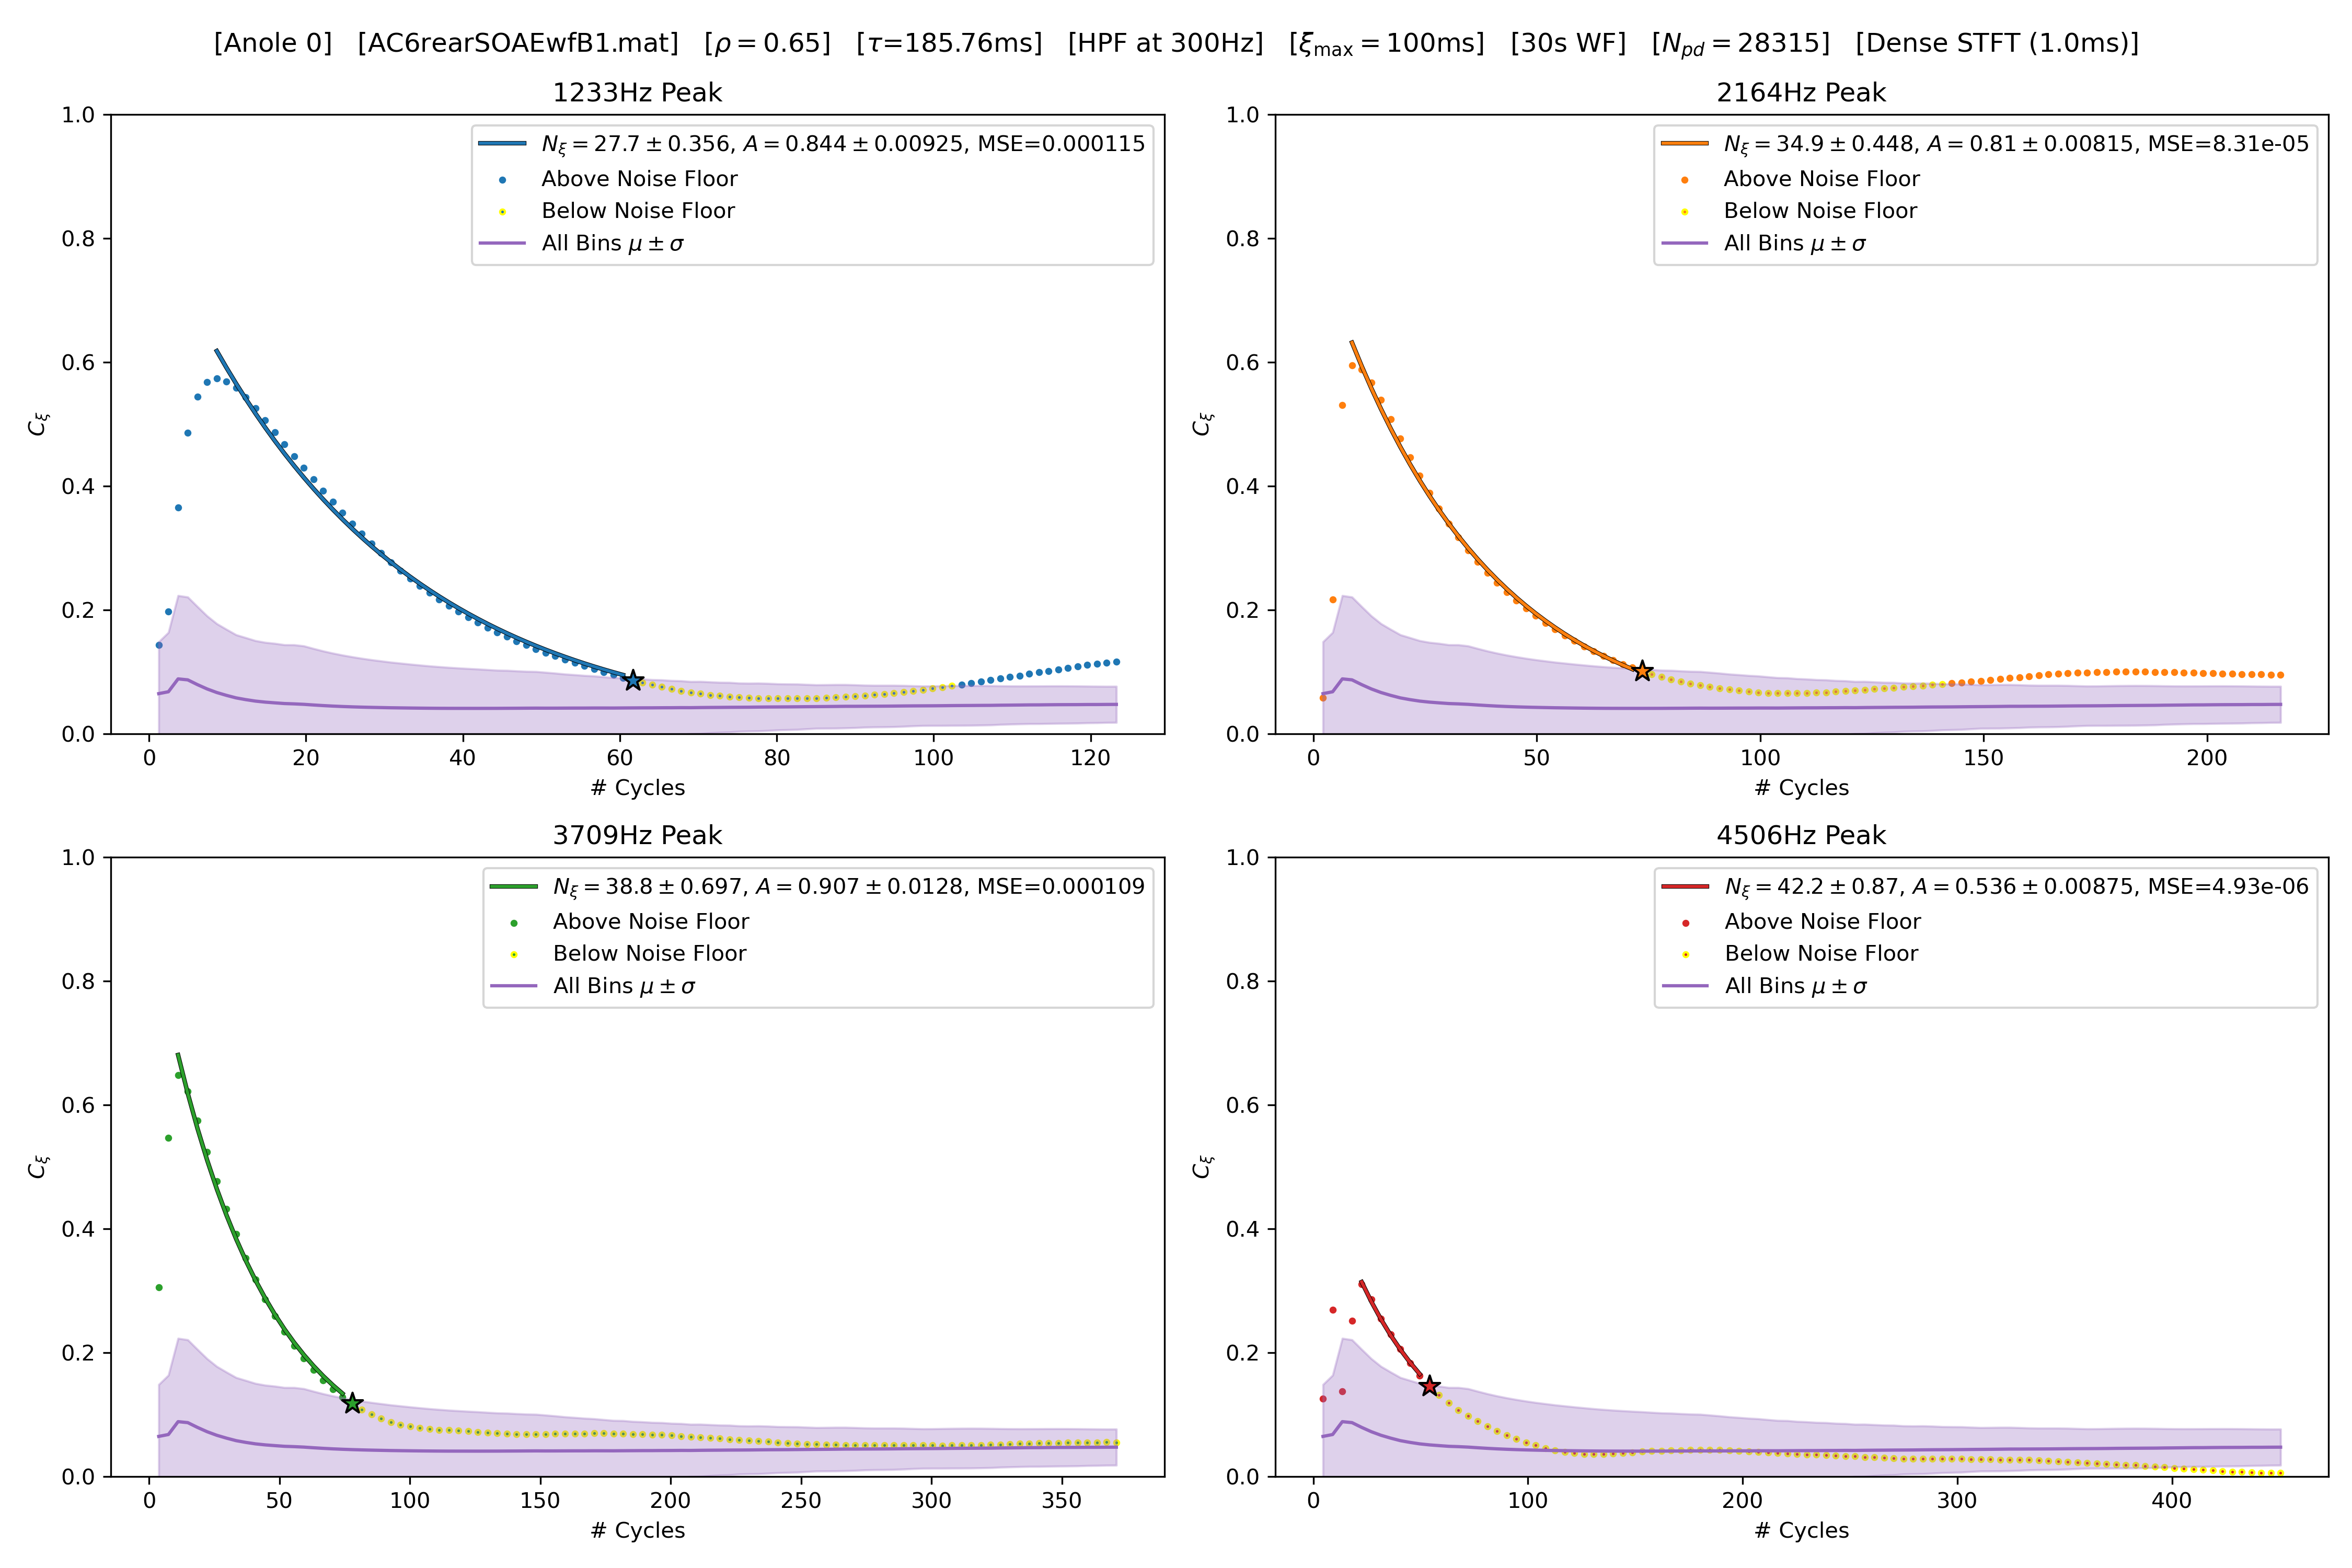 [Anole 0] [AC6rearSOAEwfB1.mat] [ρ = 0.65] [τ=185.76ms] [HPF at 300Hz] [ξmax = 100ms] [30s WF] [Npd = 28315] [Dense STFT (1.0ms)]
1233Hz Peak
Nξ = 27.7 ± 0.356, A = 0.844 ± 0.00925, MSE=0.000115
Above Noise Floor
Below Noise Floor
All Bins μ ± σ
1.0
0.8
0.6
0.4
0.2
0.0
Cξ
0 20 40 60 80 100 120
# Cycles
2164Hz Peak
Nξ = 34.9 ± 0.448, A = 0.81 ± 0.00815, MSE=8.31e-05
Above Noise Floor
Below Noise Floor
All Bins μ ± σ
1.0
0.8
0.6
0.4
0.2
0.0
Cξ
0 50 100 150 200
# Cycles
3709Hz Peak
Nξ = 38.8 ± 0.697, A = 0.907 ± 0.0128, MSE=0.000109
Above Noise Floor
Below Noise Floor
All Bins μ ± σ
1.0
0.8
0.6
0.4
0.2
0.0
Cξ
0 50 100 150 200 250 300 350
# Cycles
4506Hz Peak
Nξ = 42.2 ± 0.87, A = 0.536 ± 0.00875, MSE=4.93e-06
Above Noise Floor
Below Noise Floor
All Bins μ ± σ
1.0
0.8
0.6
0.4
0.2
0.0
Cξ
0 100 200 300 400
# Cycles